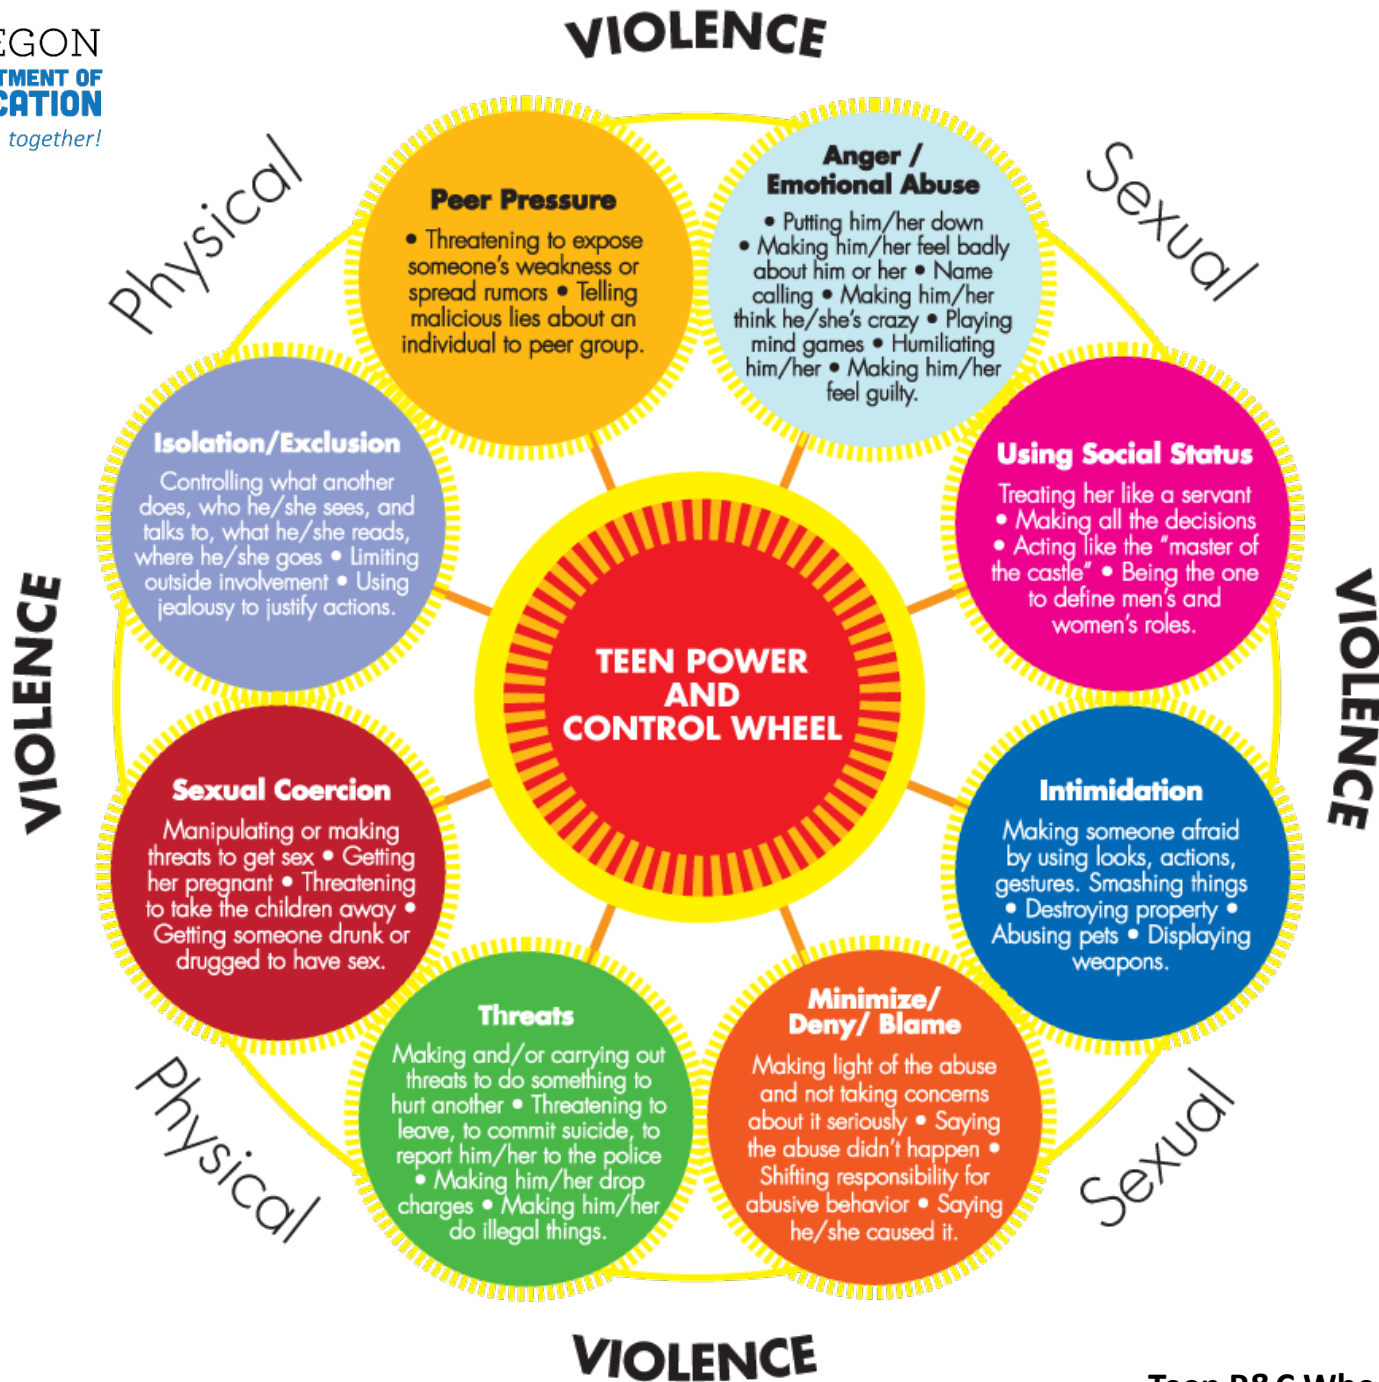 EGON
TMENT OF
CATION
together!
VIOLENCE
Physical
Sexual
Peer Pressure
• Threatening to expose
someone's weakness or
spread rumors • Telling
malicious lies about an
individual to peer group.
Anger /
Emotional Abuse
• Putting him/her down
• Making him/her feel badly
about him or her • Name
calling • Making him/her
think he/she's crazy • Playing
mind games • Humiliating
him/her • Making him/her
feel guilty.
Isolation/Exclusion
Controlling what another
does, who he/she sees, and
talks to, what he/she reads,
where he/she goes • Limiting
outside involvement • Using
jealousy to justify actions.
Using Social Status
Treating her like a servant
• Making all the decisions
• Acting like the "master of
the castle" • Being the one
to define men's and
women's roles.
VIOLENCE
TEEN POWER
AND
CONTROL WHEEL
VIOLENCE
Sexual Coercion
Manipulating or making
threats to get sex • Getting
her pregnant • Threatening
to take the children away •
Getting someone drunk or
drugged to have sex.
Intimidation
Making someone afraid
by using looks, actions,
gestures. Smashing things
• Destroying property •
Abusing pets • Displaying
weapons.
Threats
Making and/or carrying out
threats to do something to
hurt another • Threatening to
leave, to commit suicide, to
report him/her to the police
• Making him/her drop
charges • Making him/her
do illegal things.
Minimize/
Deny/ Blame
Making light of the abuse
and not taking concerns
about it seriously • Saying
the abuse didn't happen •
Shifting responsibility for
abusive behavior • Saying
he/she caused it.
Physical
Sexual
VIOLENCE
Teen P&C Whe